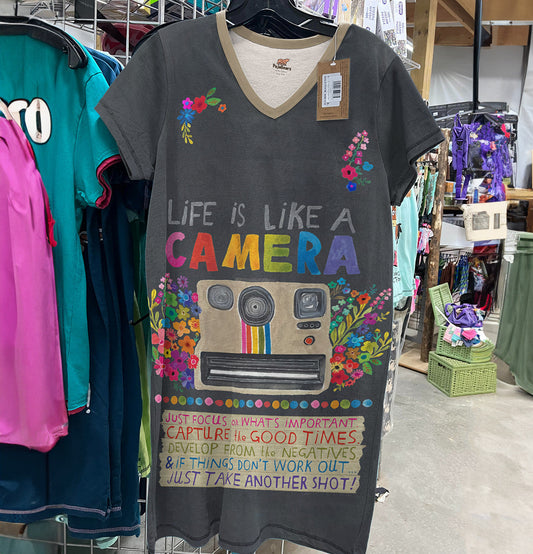 LIFE IS LIKE A
CAMERA
JUST FOCUS ON WHAT'S IMPORTANT
CAPTURE the GOOD TIMES
DEVELOP FROM the NEGATIVES
& IF THINGS DON'T WORK OUT...
JUST TAKE ANOTHER SHOT!
co